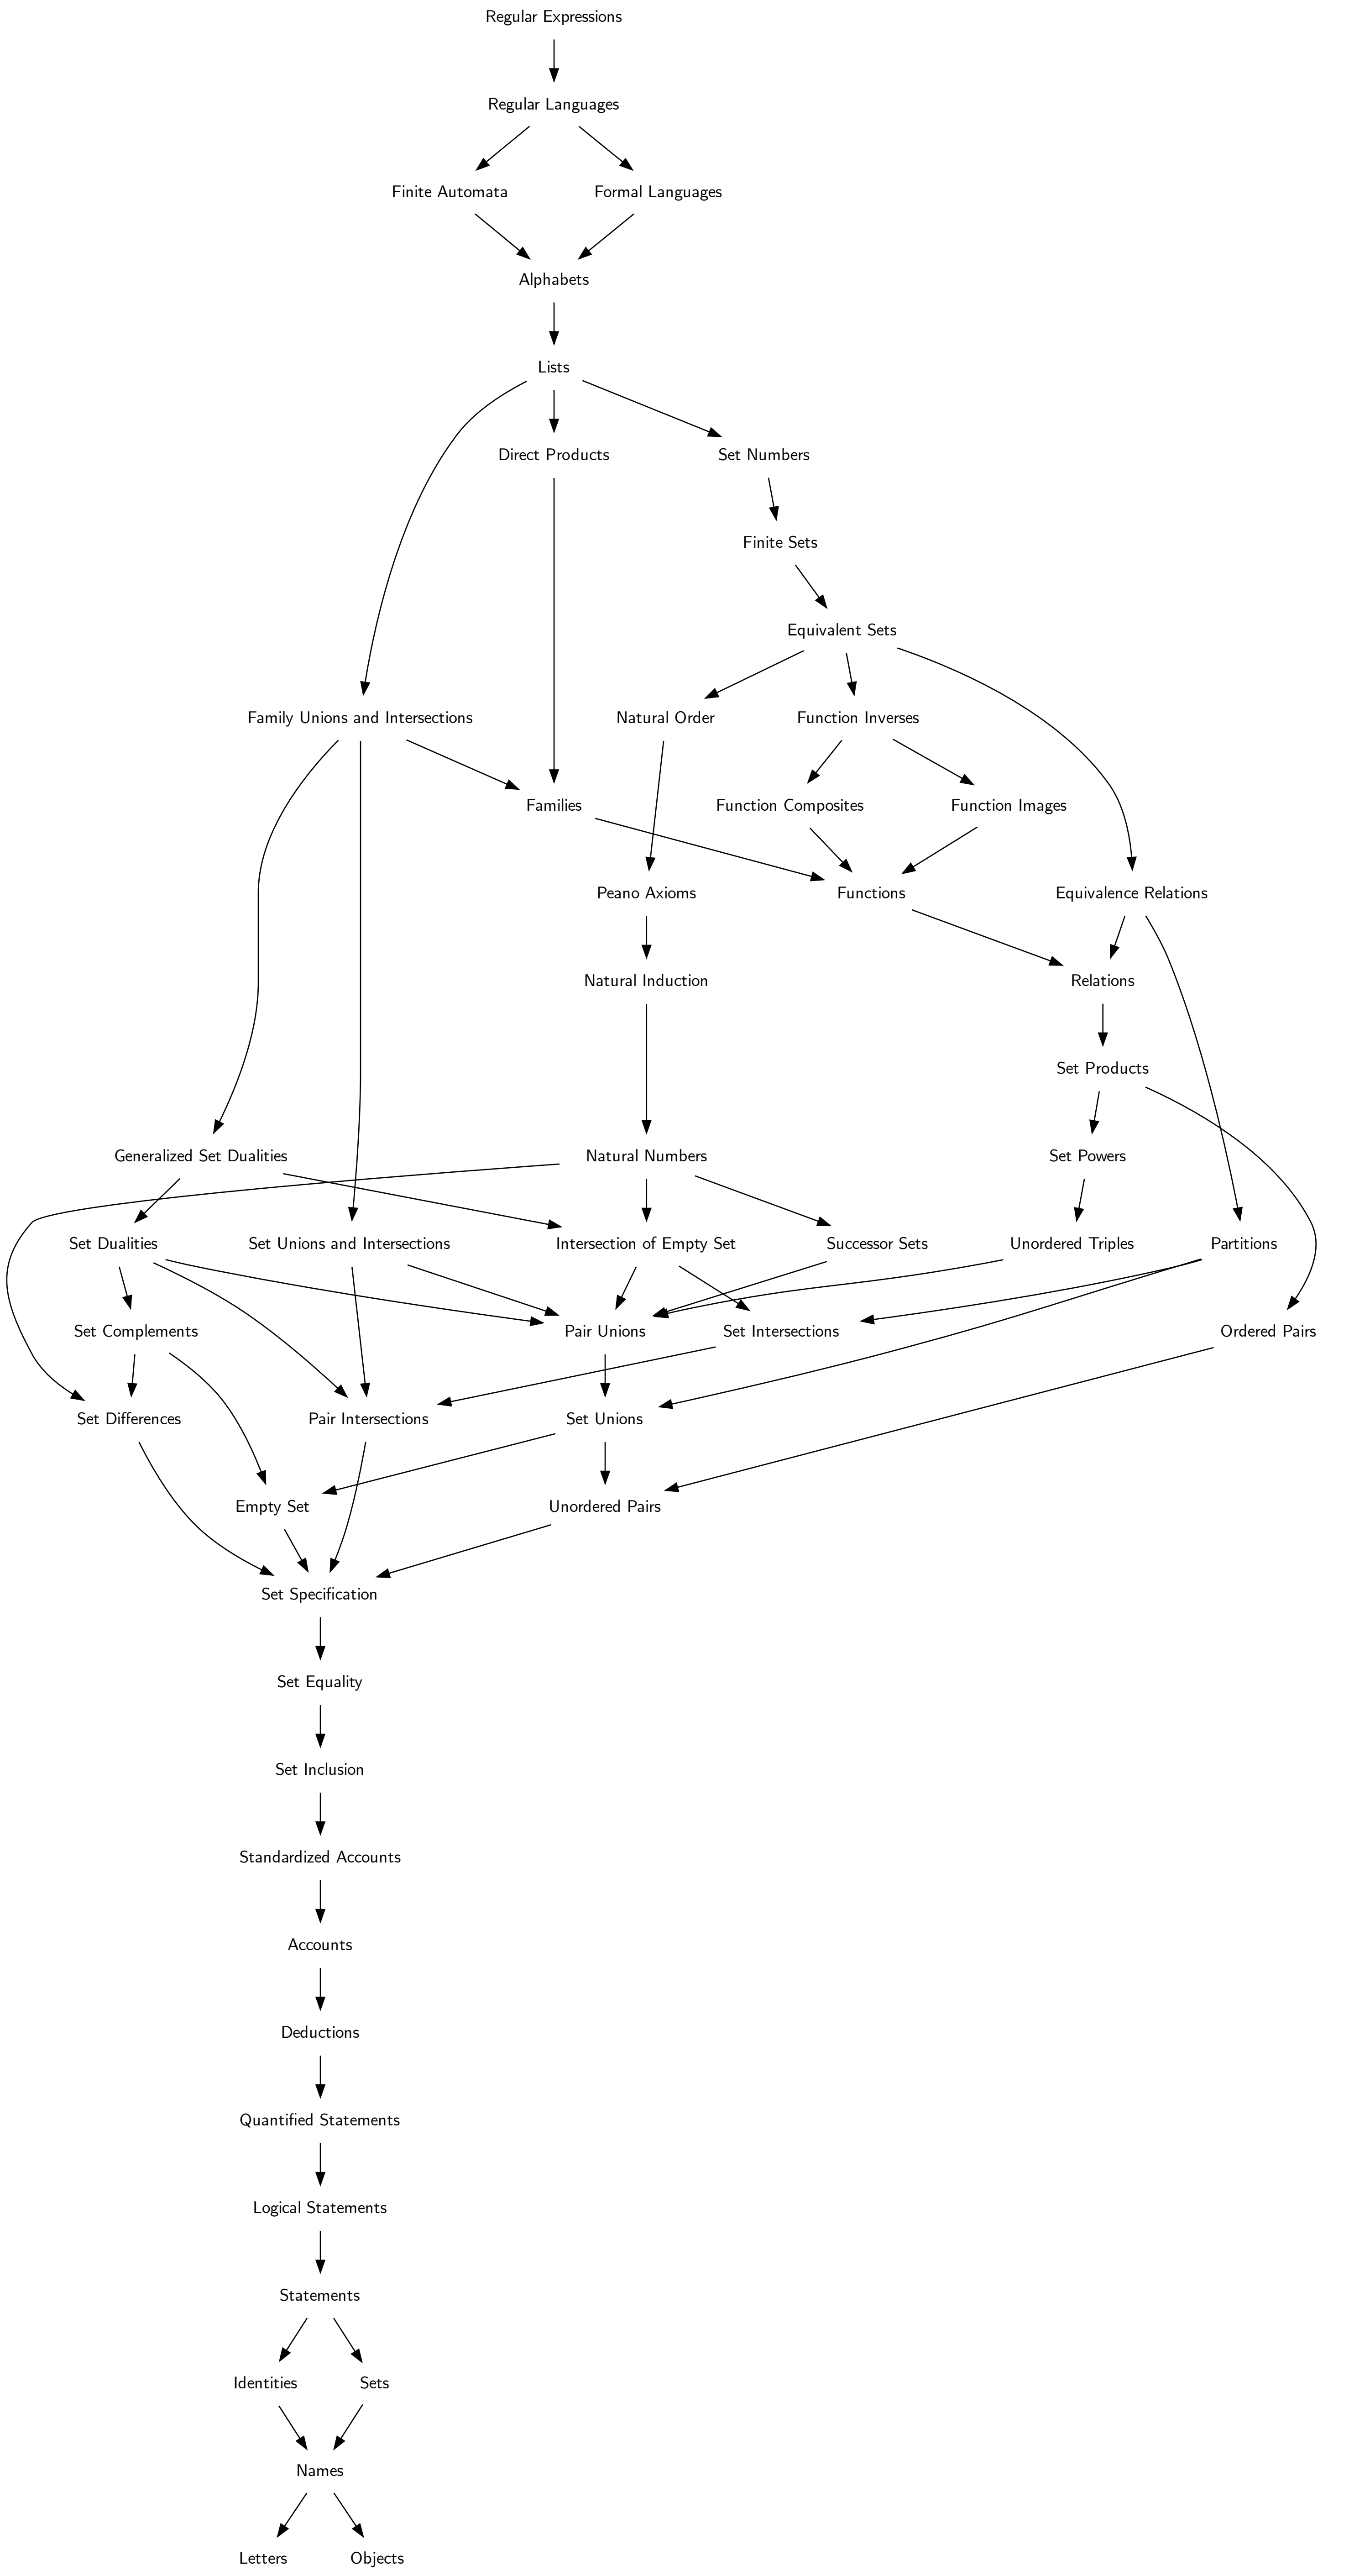 Regular Expressions
Regular Languages
Finite Automata
Formal Languages
Alphabets
Lists
Direct Products
Set Numbers
Finite Sets
Equivalent Sets
Family Unions and Intersections
Natural Order
Function Inverses
Families
Function Composites
Function Images
Peano Axioms
Functions
Equivalence Relations
Natural Induction
Relations
Set Products
Generalized Set Dualities
Natural Numbers
Set Powers
Set Dualities
Set Unions and Intersections
Intersection of Empty Set
Successor Sets
Unordered Triples
Partitions
Set Complements
Pair Unions
Set Intersections
Ordered Pairs
Set Differences
Pair Intersections
Set Unions
Empty Set
Unordered Pairs
Set Specification
Set Equality
Set Inclusion
Standardized Accounts
Accounts
Deductions
Quantified Statements
Logical Statements
Statements
Identities
Sets
Names
Letters
Objects